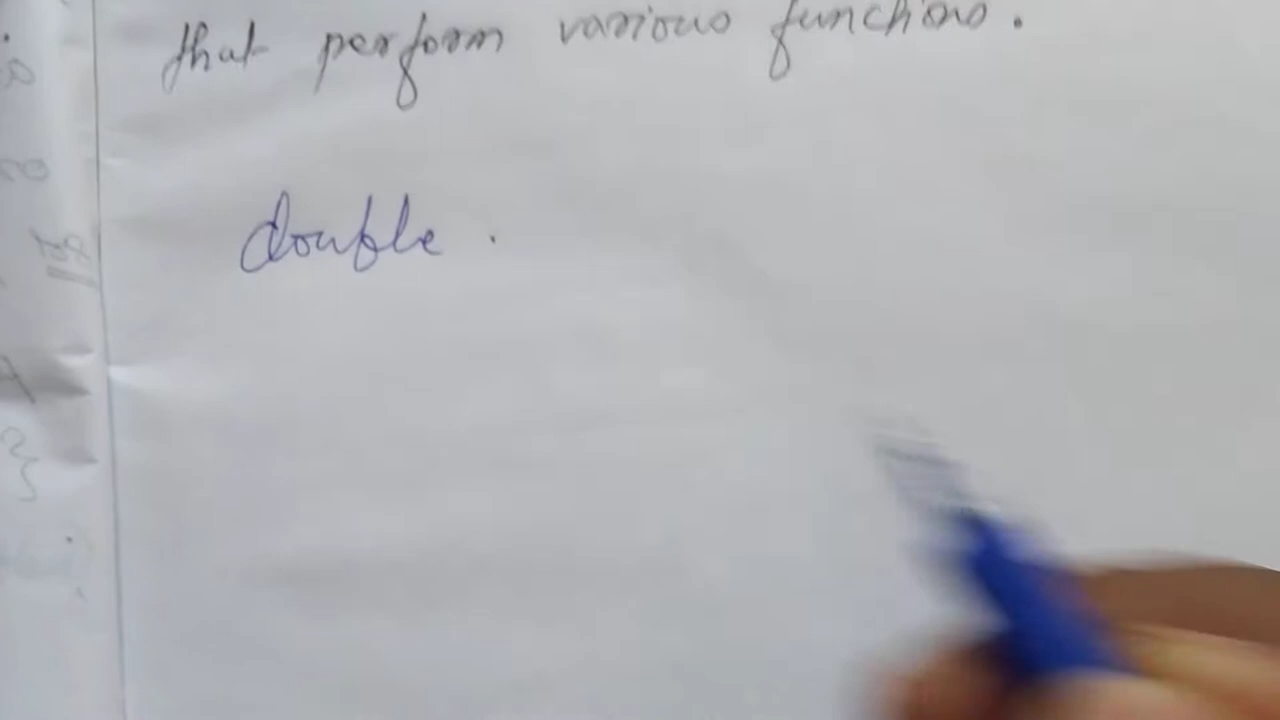 that perform various functions.
double.